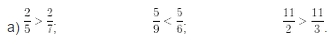 a) 2/5 > 2/7; 5/9 < 5/6; 11/2 > 11/3.